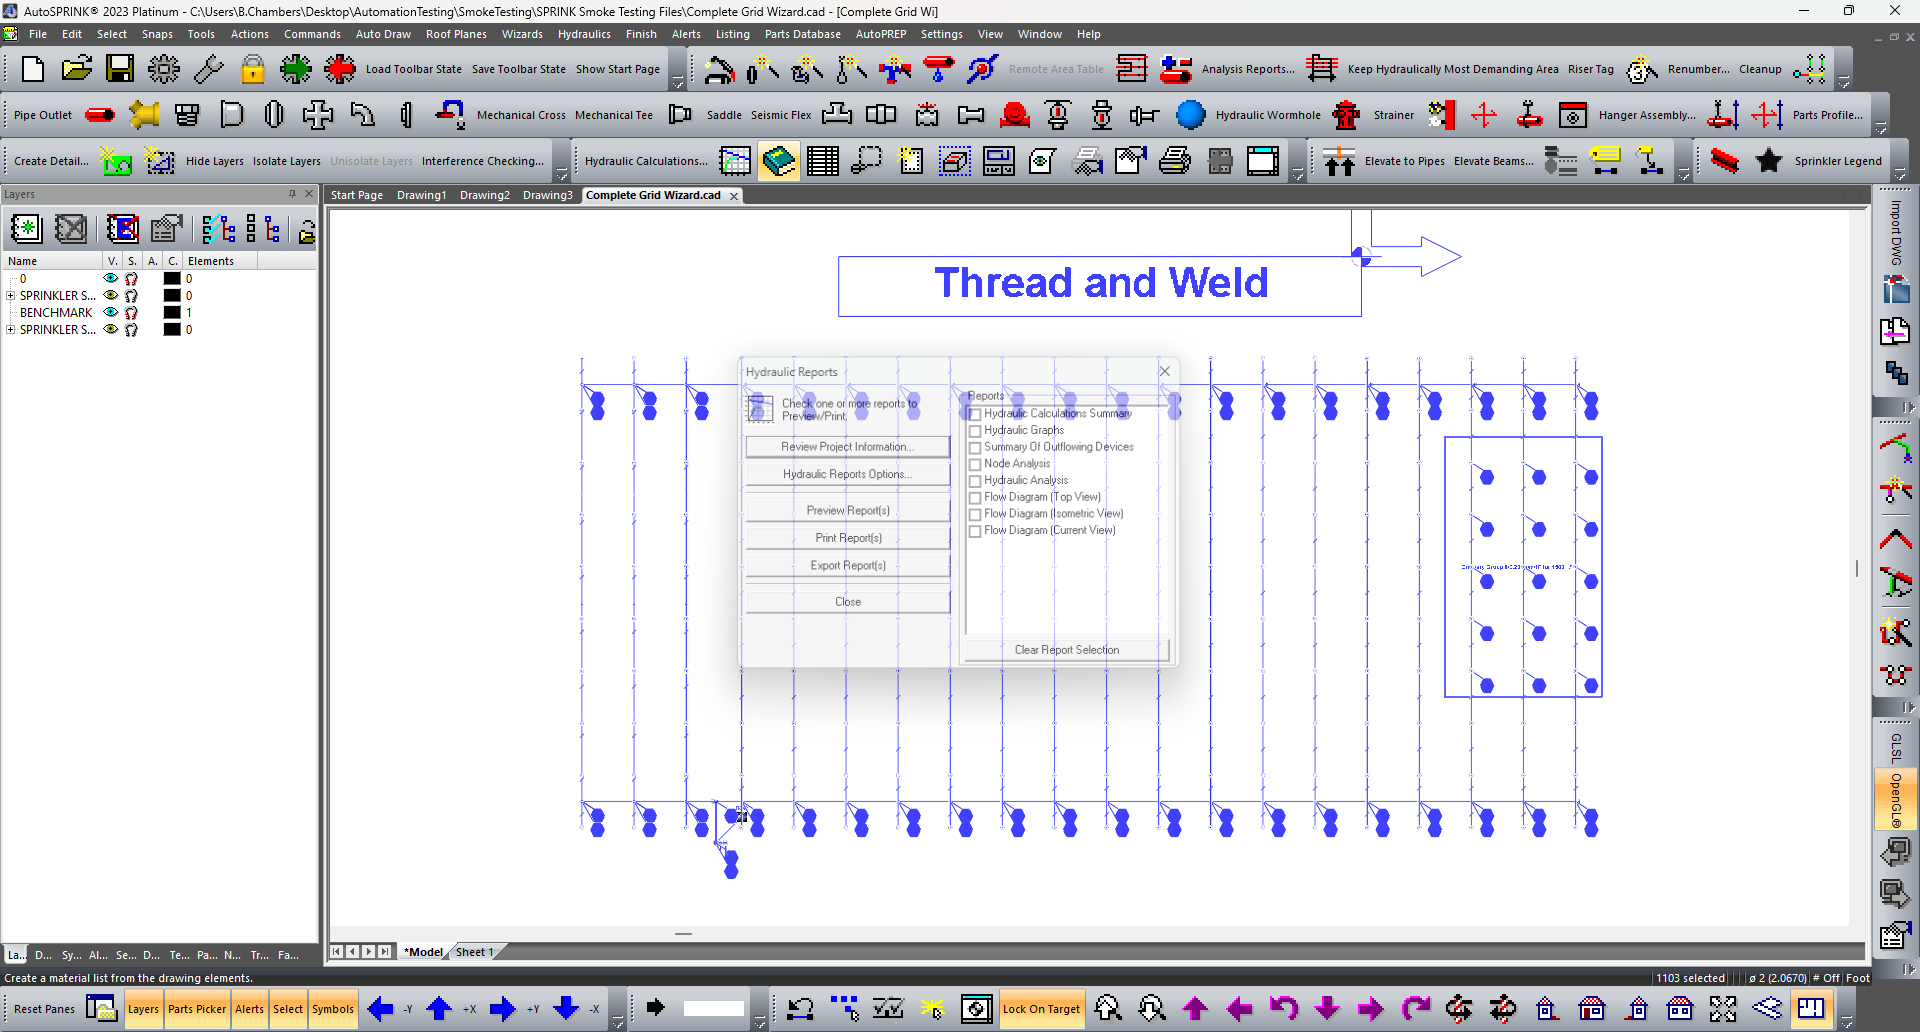 AutoSPRINK® 2023 Platinum - C:\Users\B.Chambers\Desktop\AutomationTesting\SmokeTesting\SPRINK Smoke Testing Files\Complete Grid Wizard.cad - [Complete Grid Wi]
File Edit Select Snaps Tools Actions Commands Auto Draw Roof Planes Wizards Hydraulics Finish Alerts Listing Parts Database AutoPREP Settings View Window Help
Load Toolbar State Save Toolbar State Show Start Page Remote Area Table Analysis Reports... Keep Hydraulically Most Demanding Area Riser Tag Renumber... Cleanup
Pipe Outlet Mechanical Cross Mechanical Tee Saddle Seismic Flex Hydraulic Wormhole Strainer Hanger Assembly... Parts Profile...
Create Detail... Hide Layers Isolate Layers Unisolate Layers Interference Checking... Hydraulic Calculations... Elevate to Pipes Elevate Beams... Sprinkler Legend
Layers
Start Page Drawing1 Drawing2 Drawing3 Complete Grid Wizard.cad
Name V. S. A. C. Elements
0 0
SPRINKLER S... 0
BENCHMARK 1
SPRINKLER S... 0
Thread and Weld
Hydraulic Reports
Check one or more reports to
Preview/Print.
Review Project Information...
Hydraulic Reports Options...
Preview Report(s)
Print Report(s)
Export Report(s)
Close
Reports
Hydraulic Calculations Summary
Hydraulic Graphs
Summary Of Outflowing Devices
Node Analysis
Hydraulic Analysis
Flow Diagram (Top View)
Flow Diagram (Isometric View)
Flow Diagram (Current View)
Clear Report Selection
Import DWG
GLSL
OpenGL®
La... D... Sy... Al... Se... D... Te... Pa... N... Tr... Fa...
*Model Sheet 1
Create a material list from the drawing elements.
1103 selected ø 2 (2.0670) # Off Foot
Reset Panes Layers Parts Picker Alerts Select Symbols -Y +X +Y -X Lock On Target